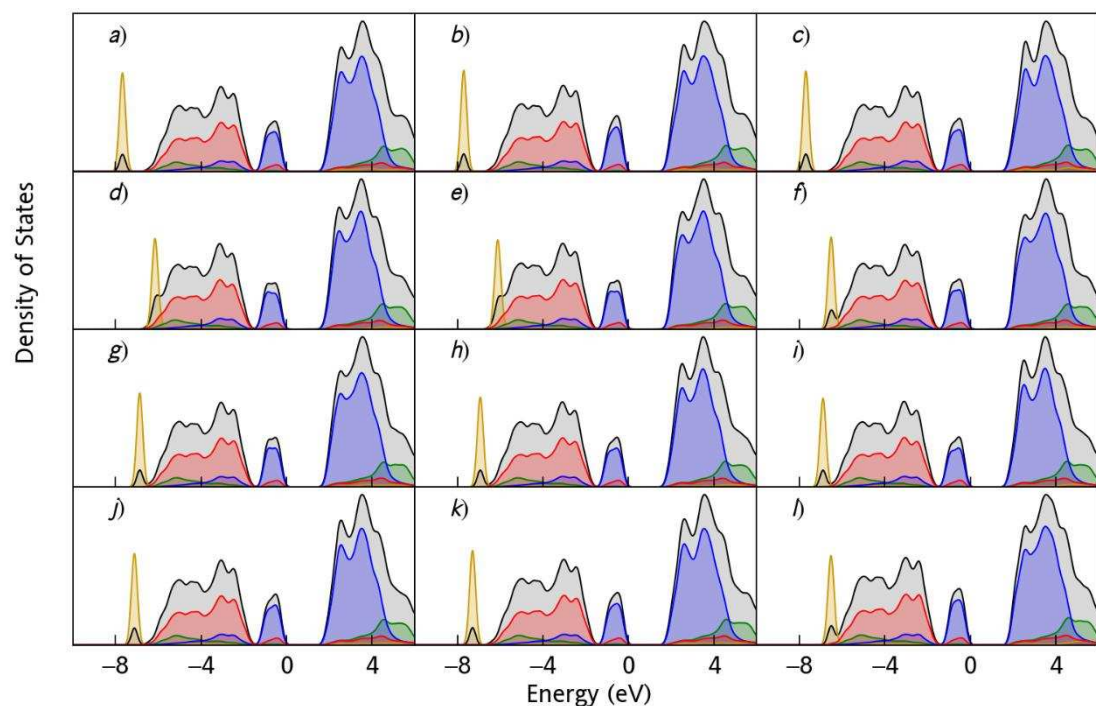 a) b) c)
d) e) f)
g) h) i)
j) k) l)
Density of States
−8 −4 0 4 −8 −4 0 4 −8 −4 0 4
Energy (eV)